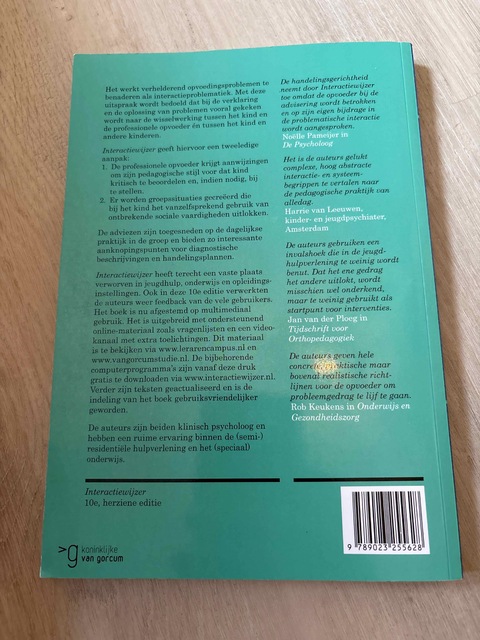 Het werkt verhelderend opvoedingsproblemen te
benaderen als interactieproblematiek. Met deze
uitspraak wordt bedoeld dat bij de verklaring
en de oplossing van problemen vooral gekeken
wordt naar de wisselwerking tussen het kind en
de professionele opvoeder én tussen het kind en
andere kinderen.
Interactiewijzer geeft hiervoor een tweeledige
aanpak:
1. De professionele opvoeder krijgt aanwijzingen
om zijn pedagogische stijl voor dat kind
kritisch te beoordelen en, indien nodig, bij
te stellen.
2. Er worden groepssituaties gecreëerd die
bij het kind het vanzelfsprekend gebruik van
ontbrekende sociale vaardigheden uitlokken.
De adviezen zijn toegesneden op de dagelijkse
praktijk in de groep en bieden zo interessante
aanknopingspunten voor diagnostische
beschrijvingen en handelingsplannen.
Interactiewijzer heeft terecht een vaste plaats
verworven in jeugdhulp, onderwijs en opleidings-
instellingen. Ook in deze 10e editie verwerkten
de auteurs weer feedback van de vele gebruikers.
Het boek is nu afgestemd op multimediaal
gebruik. Het is uitgebreid met ondersteunend
online-materiaal zoals vragenlijsten en een video-
kanaal met extra toelichtingen. Dit materiaal
is te bekijken via www.lerarencampus.nl en
www.vangorcumstudie.nl. De bijbehorende
computerprogramma's zijn vanaf deze druk
gratis te downloaden via www.interactiewijzer.nl.
Verder zijn teksten geactualiseerd en is de
indeling van het boek gebruiksvriendelijker
geworden.
De auteurs zijn beiden klinisch psycholoog en
hebben een ruime ervaring binnen de (semi-)
residentiële hulpverlening en het (speciaal)
onderwijs.
Interactiewijzer
10e, herziene editie
>g koninklijke
van gorcum
De handelingsgerichtheid
neemt door Interactiewijzer
toe omdat de opvoeder bij de
advisering wordt betrokken
en op zijn eigen bijdrage in
de problematische interactie
wordt aangesproken.
Noëlle Pameijer in
De Psycholoog
Het is de auteurs gelukt
complexe, hoog abstracte
interactie- en systeem-
begrippen te vertalen naar
de pedagogische praktijk van
alledag.
Harrie van Leeuwen,
kinder- en jeugdpsychiater,
Amsterdam
De auteurs gebruiken een
invalshoek die in de jeugd-
hulpverlening te weinig wordt
benut. Dat het ene gedrag
het andere uitlokt, wordt
misschien wel onderkend,
maar te weinig gebruikt als
startpunt voor interventies.
Jan van der Ploeg in
Tijdschrift voor
Orthopedagogiek
De auteurs geven hele
concrete, praktische maar
bovenal realistische richt-
lijnen voor de opvoeder om
probleemgedrag te lijf te gaan.
Rob Keukens in Onderwijs en
Gezondheidszorg
9 789023 255628